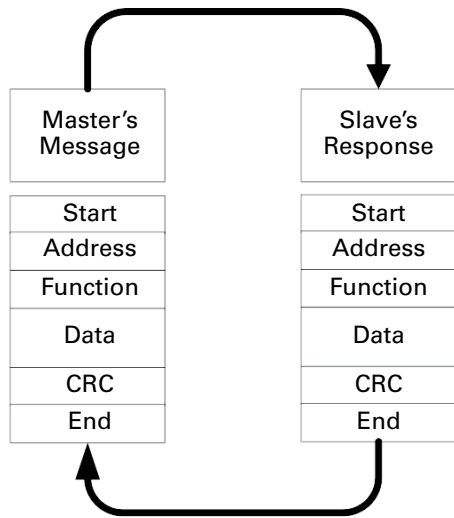 Master's
Message
Start
Address
Function
Data
CRC
End
Slave's
Response
Start
Address
Function
Data
CRC
End